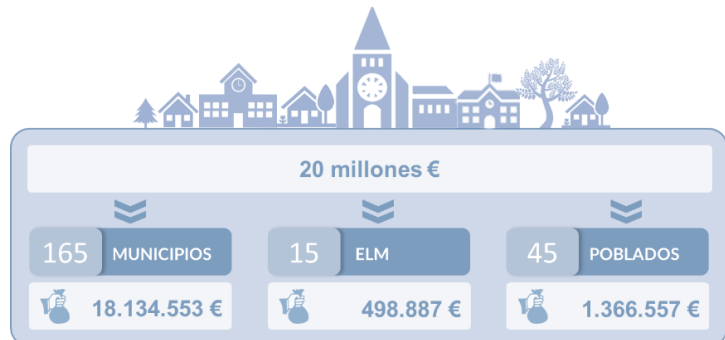 20 millones €
165 MUNICIPIOS
15 ELM
45 POBLADOS
18.134.553 €
498.887 €
1.366.557 €